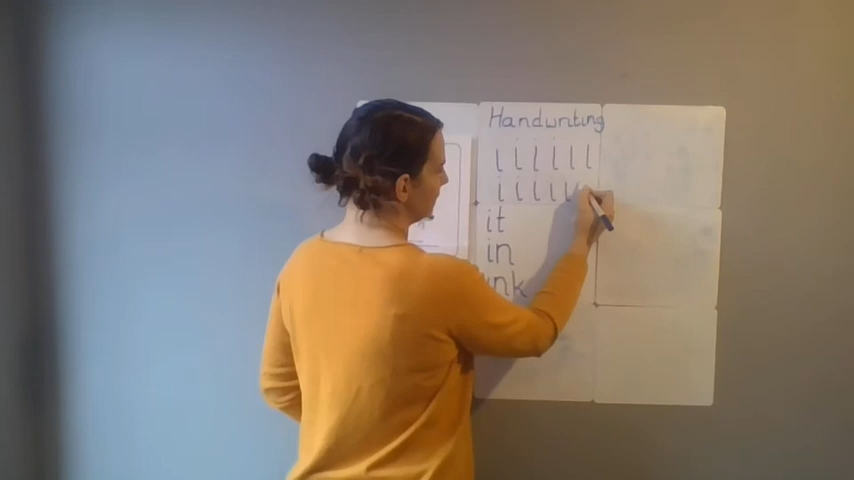 Handwriting
i i i i i i
i i i i i i
it
in
ink